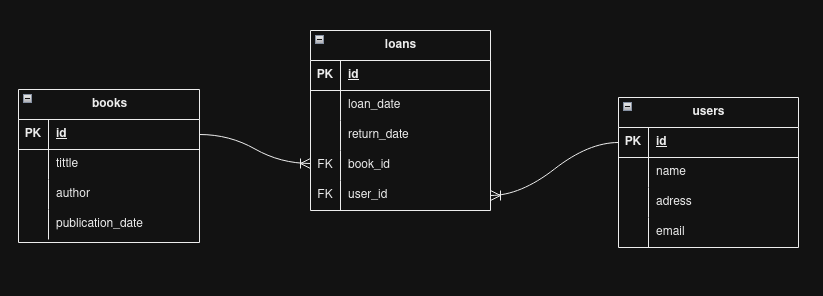 books
PK id
tittle
author
publication_date
loans
PK id
loan_date
return_date
FK book_id
FK user_id
users
PK id
name
adress
email